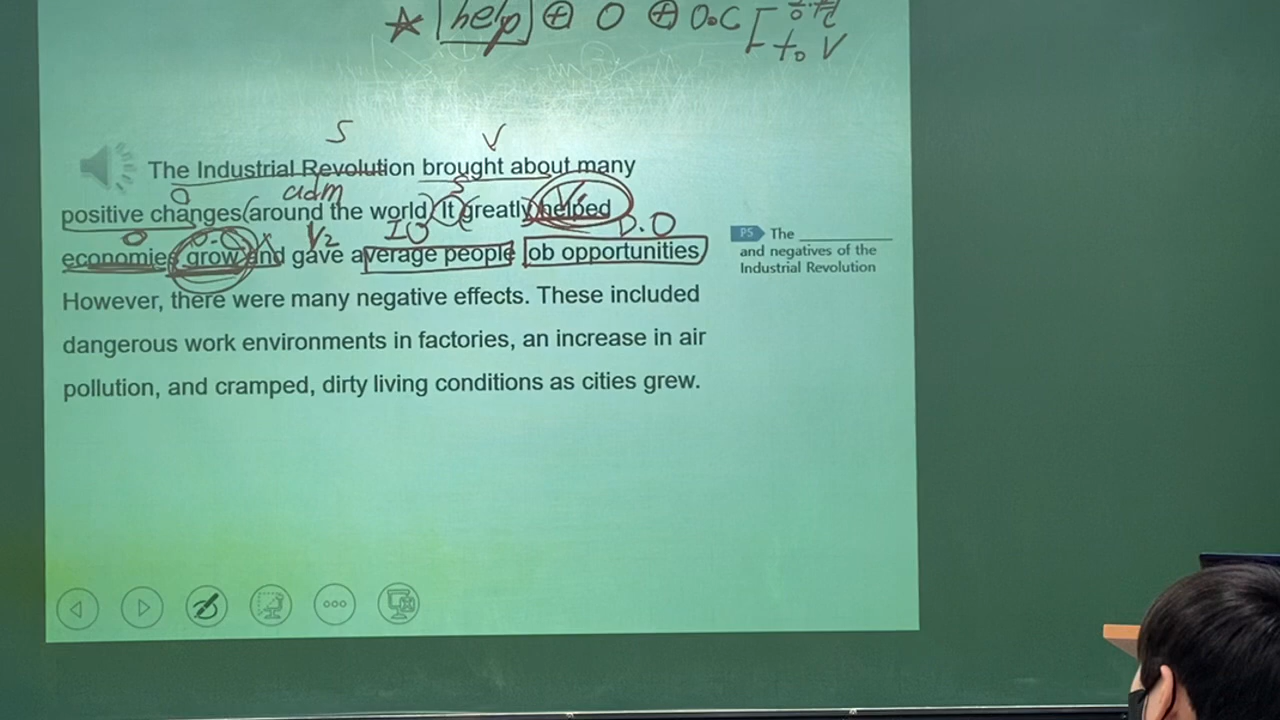 ★ help ⊕ O ⊕ O.C [ 원형
to V
S V
The Industrial Revolution brought about many
O adm S V₁
positive changes (around the world). It greatly helped
O O.C V₂ I.O D.O
economies grow and gave average people job opportunities.
However, there were many negative effects. These included
dangerous work environments in factories, an increase in air
pollution, and cramped, dirty living conditions as cities grew.
P5 The ________
and negatives of the
Industrial Revolution